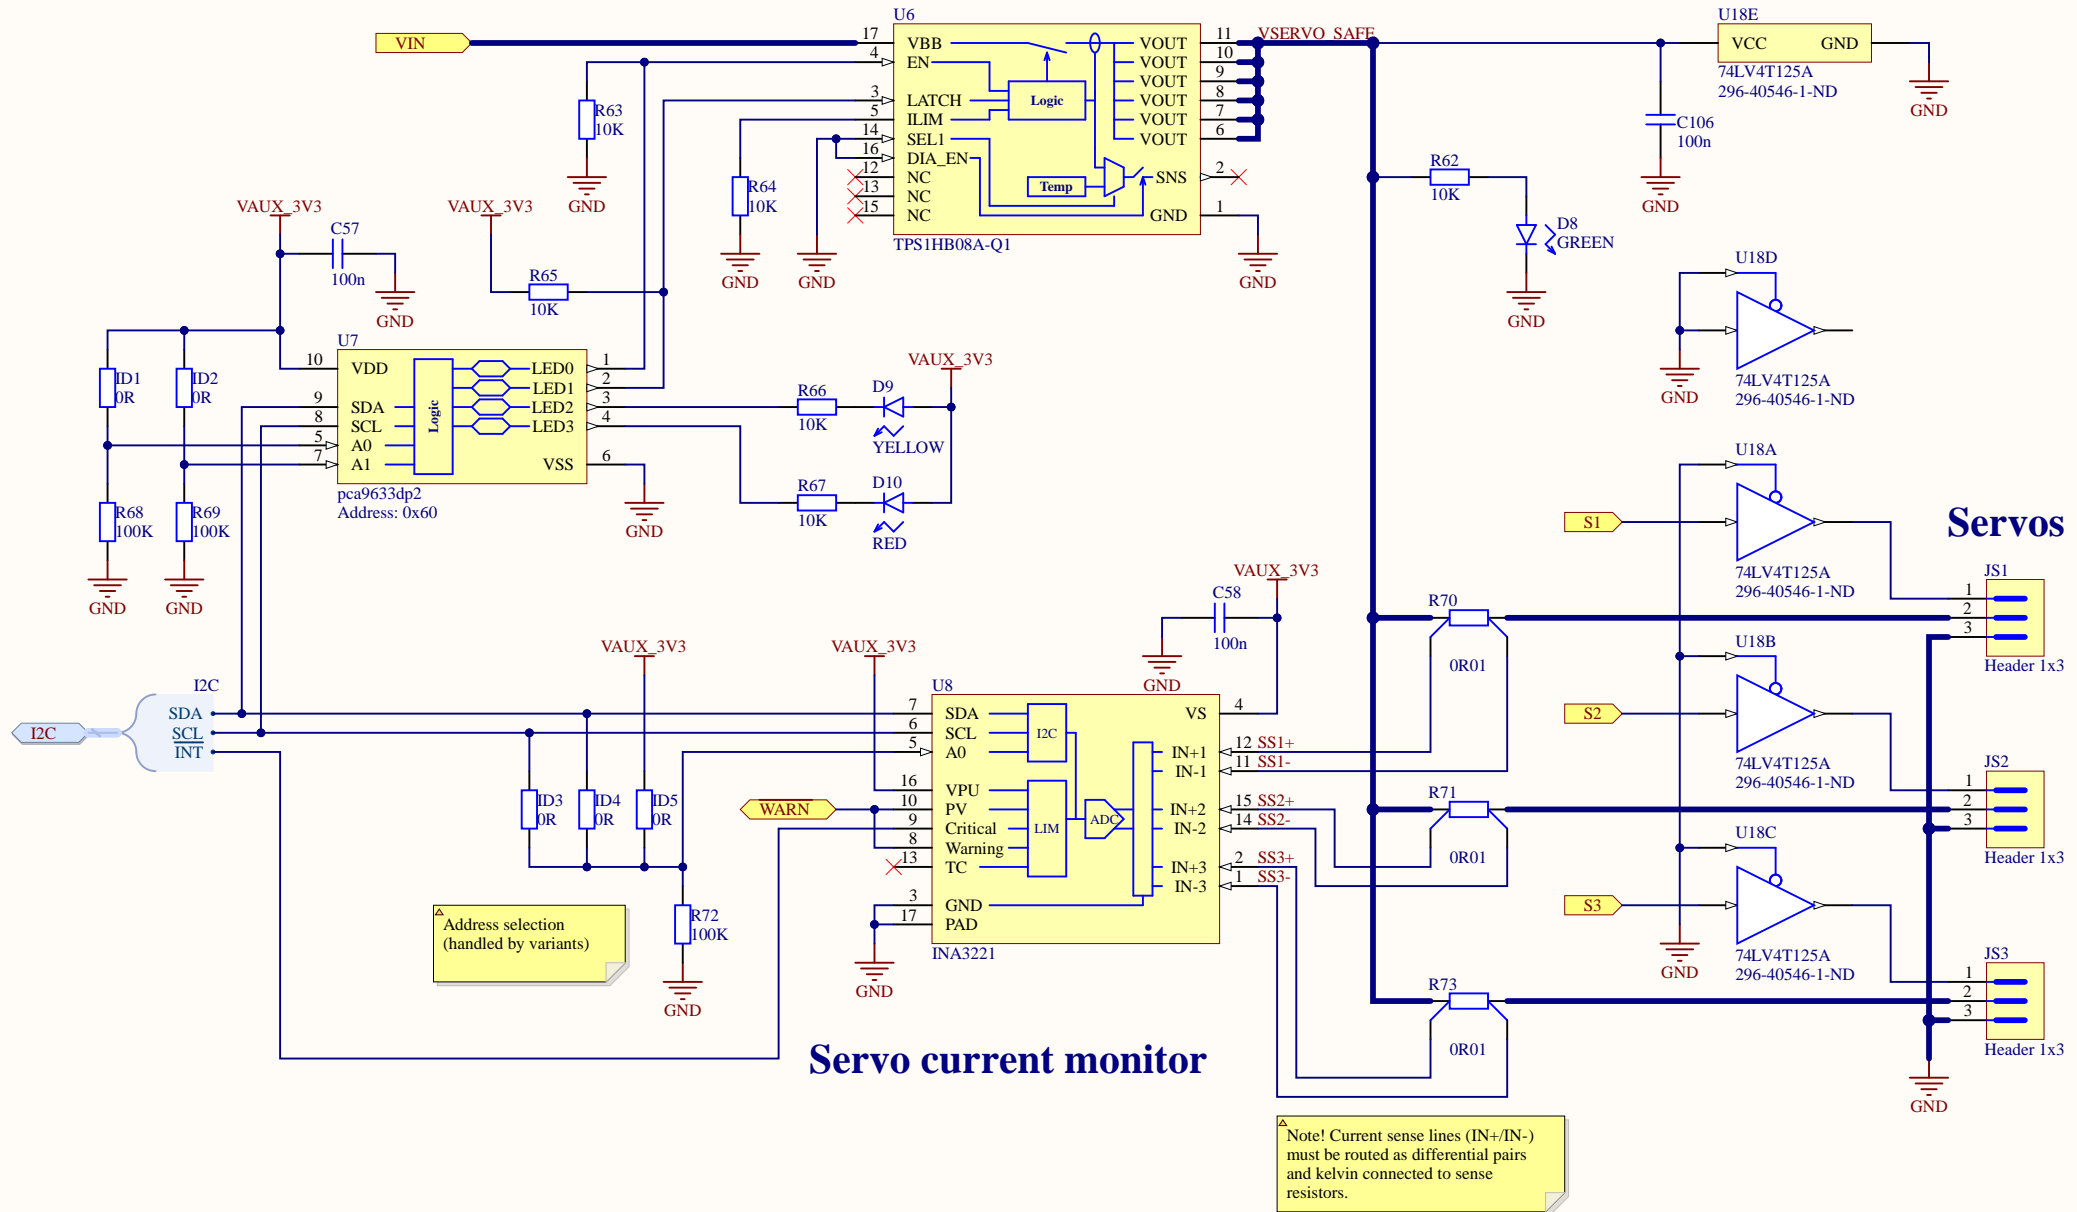 U6
VIN
17
VBB
4
EN
3
LATCH
5
ILIM
14
SEL1
16
DIA_EN
12
NC
13
NC
15
NC
Logic
Temp
VOUT
11
VOUT
10
VOUT
9
VOUT
8
VOUT
7
VOUT
6
SNS
2
GND
1
TPS1HB08A-Q1
VSERVO_SAFE
U18E
VCC
GND
74LV4T125A
296-40546-1-ND
GND
C106
100n
GND
R62
10K
D8
GREEN
GND
R63
10K
GND
R64
10K
GND
GND
GND
VAUX_3V3
C57
100n
GND
VAUX_3V3
R65
10K
U7
10
VDD
9
SDA
8
SCL
5
A0
7
A1
Logic
LED0
1
LED1
2
LED2
3
LED3
4
VSS
6
pca9633dp2
Address: 0x60
GND
ID1
0R
ID2
0R
R68
100K
R69
100K
GND
GND
VAUX_3V3
R66
10K
D9
YELLOW
R67
10K
D10
RED
U18D
74LV4T125A
296-40546-1-ND
GND
U18A
S1
74LV4T125A
296-40546-1-ND
Servos
JS1
1
2
3
Header 1x3
U18B
S2
74LV4T125A
296-40546-1-ND
JS2
1
2
3
Header 1x3
U18C
S3
74LV4T125A
296-40546-1-ND
GND
JS3
1
2
3
Header 1x3
GND
R70
0R01
R71
0R01
R73
0R01
VAUX_3V3
C58
100n
GND
VAUX_3V3
VAUX_3V3
I2C
I2C
SDA
SCL
INT
U8
7
SDA
6
SCL
5
A0
16
VPU
10
PV
9
Critical
8
Warning
13
TC
3
GND
17
PAD
I2C
LIM
ADC
VS
4
IN+1
12
SS1+
IN-1
11
SS1-
IN+2
15
SS2+
IN-2
14
SS2-
IN+3
2
SS3+
IN-3
1
SS3-
INA3221
GND
WARN
ID3
0R
ID4
0R
ID5
0R
R72
100K
GND
Address selection
(handled by variants)
Servo current monitor
Note! Current sense lines (IN+/IN-)
must be routed as differential pairs
and kelvin connected to sense
resistors.